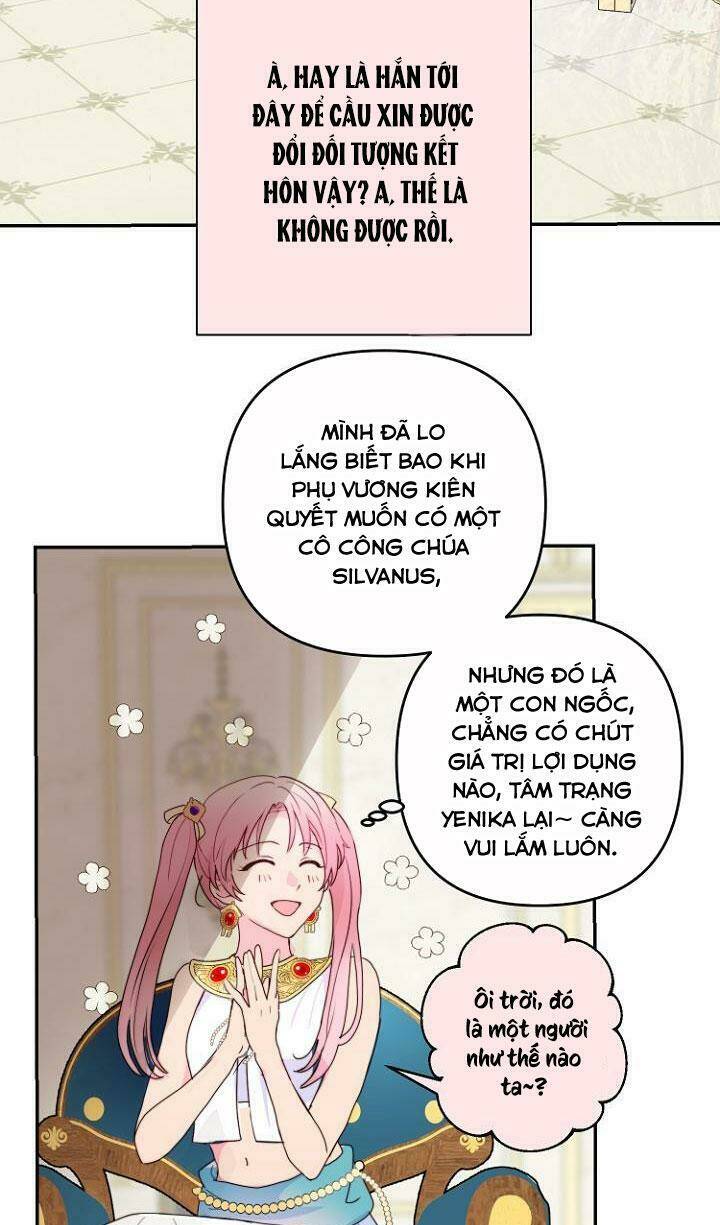 À, HAY LÀ HẮN TỚI
ĐÂY ĐỂ CẦU XIN ĐƯỢC
ĐỔI ĐỐI TƯỢNG KẾT
HÔN VẬY? A, THẾ LÀ
KHÔNG ĐƯỢC RỒI.
MÌNH ĐÃ LO
LẮNG BIẾT BAO KHI
PHỤ VƯƠNG KIÊN
QUYẾT MUỐN CÓ MỘT
CÔ CÔNG CHÚA
SILVANUS,
NHƯNG ĐÓ LÀ
MỘT CON NGỐC,
CHẲNG CÓ CHÚT
GIÁ TRỊ LỢI DỤNG
NÀO, TÂM TRẠNG
YENIKA LẠI~ CÀNG
VUI LẮM LUÔN.
Ôi trời, đó
là một người
như thế nào
ta~?